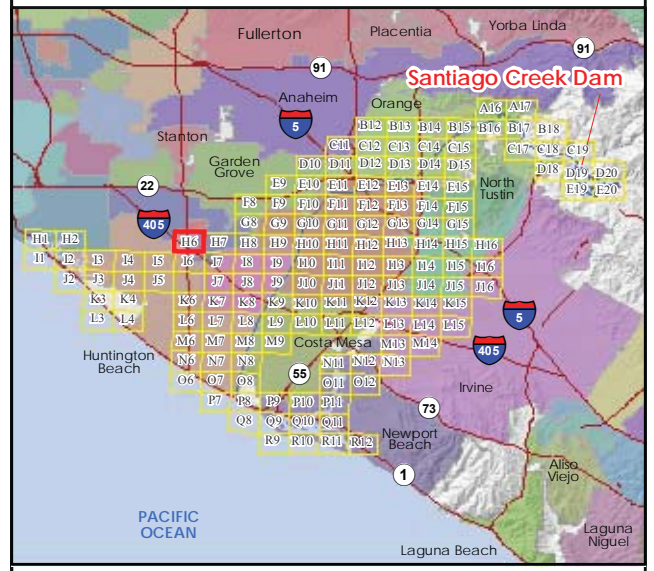 Fullerton
Placentia
Yorba Linda
91
91
Santiago Creek Dam
Anaheim
Orange
A16 A17
5
B12 B13 B14 B15 B16 B17 B18
Stanton
C11 C12 C13 C14 C15 C17 C18 C19
Garden
Grove
D10 D11 D12 D13 D14 D15 D18 D19 D20
22
E9 E10 E11 E12 E13 E14 E15 E19 E20
North
Tustin
F8 F9 F10 F11 F12 F13 F14 F15
405
G8 G9 G10 G11 G12 G13 G14 G15
H1 H2 H6 H7 H8 H9 H10 H11 H12 H13 H14 H15 H16
I1 I2 I3 I4 I5 I6 I7 I8 I9 I10 I11 I12 I13 I14 I15 I16
J2 J3 J4 J5 J7 J8 J9 J10 J11 J12 J13 J14 J15 J16
K3 K4 K6 K7 K8 K9 K10 K11 K12 K13 K14 K15
5
L3 L4 L6 L7 L8 L9 L10 L11 L12 L13 L14 L15
M6 M7 M8 M9 Costa Mesa M13 M14
405
Huntington
Beach
N6 N7 N8 N11 N12 N13
55
O6 O7 O8 O11 O12
Irvine
P7 P8 P9 P10 P11
73
Q8 Q9 Q10 Q11
Newport
Beach
R9 R10 R11 R12
1
Aliso
Viejo
PACIFIC
OCEAN
Laguna
Niguel
Laguna Beach